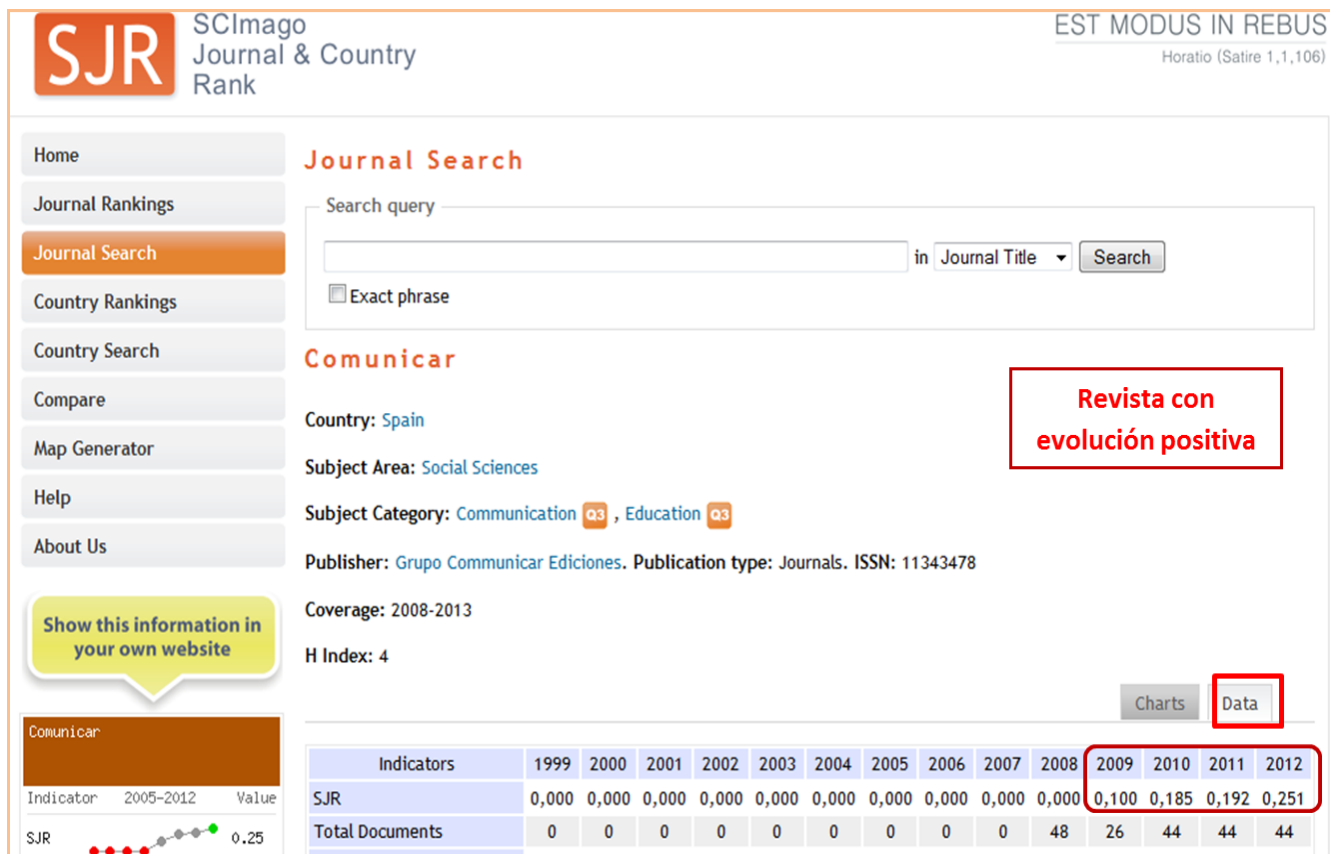 SJR
SCImago
Journal & Country
Rank
EST MODUS IN REBUS
Horatio (Satire 1,1,106)
Home
Journal Rankings
Journal Search
Country Rankings
Country Search
Compare
Map Generator
Help
About Us
Show this information in
your own website
Comunicar
Indicator 2005-2012 Value
SJR 0.25
Journal Search
Search query
in Journal Title Search
Exact phrase
Comunicar
Revista con
evolución positiva
Country: Spain
Subject Area: Social Sciences
Subject Category: Communication Q3 , Education Q3
Publisher: Grupo Communicar Ediciones. Publication type: Journals. ISSN: 11343478
Coverage: 2008-2013
H Index: 4
Charts Data
Indicators 1999 2000 2001 2002 2003 2004 2005 2006 2007 2008 2009 2010 2011 2012
SJR 0,000 0,000 0,000 0,000 0,000 0,000 0,000 0,000 0,000 0,000 0,100 0,185 0,192 0,251
Total Documents 0 0 0 0 0 0 0 0 0 48 26 44 44 44